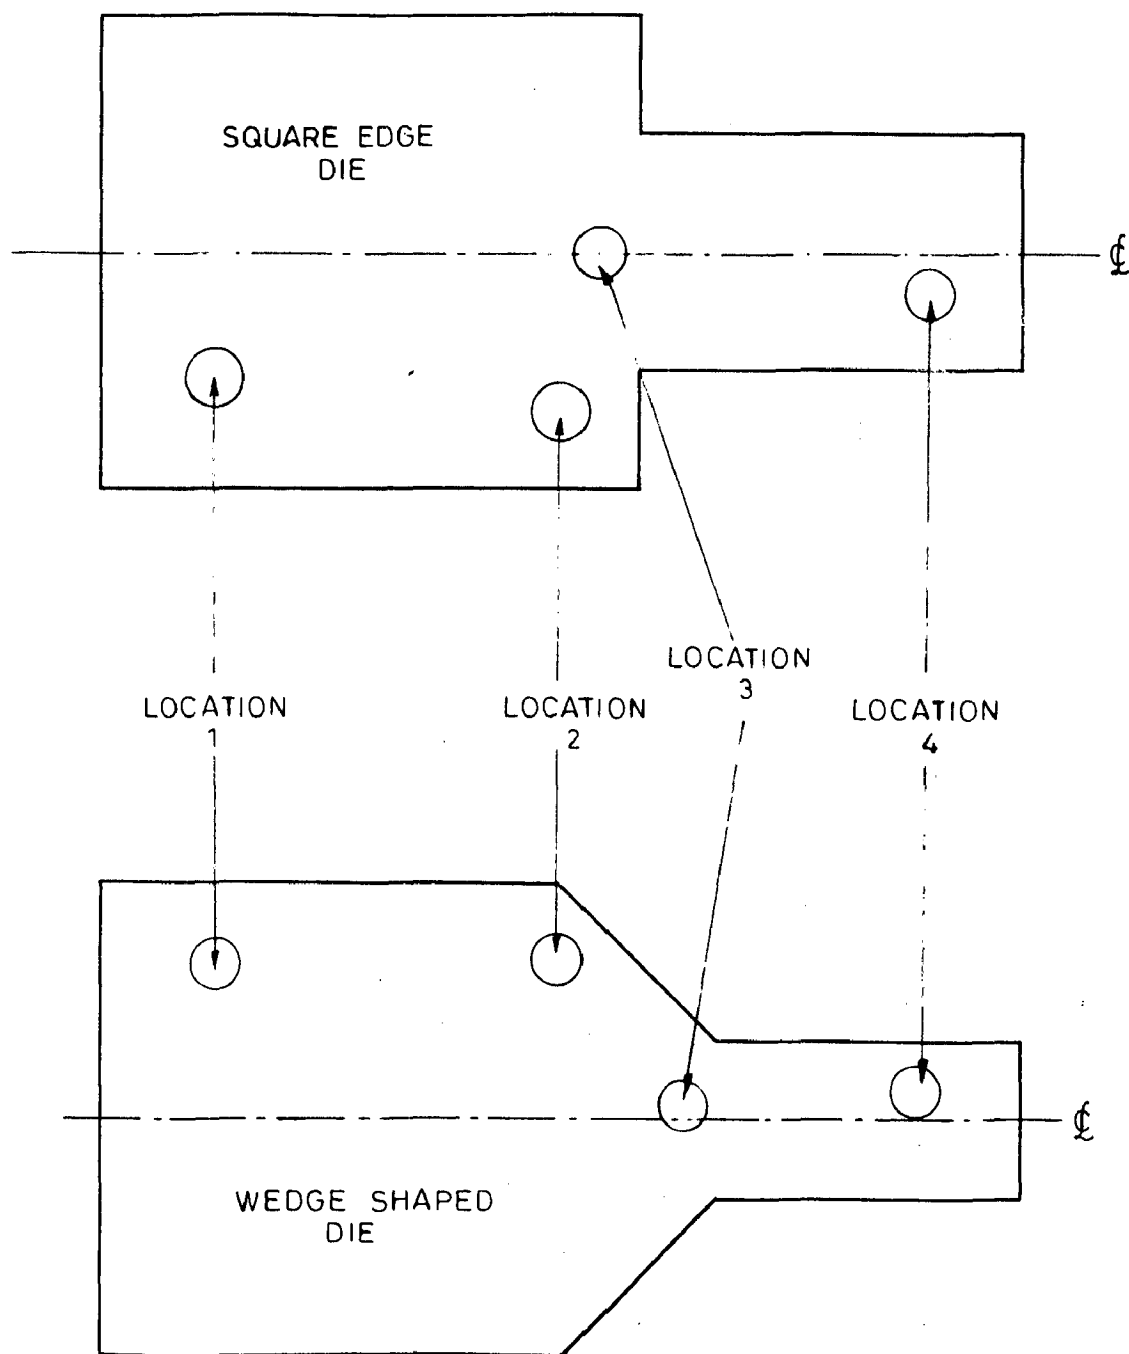 SQUARE EDGE
DIE
℄
LOCATION
3
LOCATION
1
LOCATION
2
LOCATION
4
℄
WEDGE SHAPED
DIE